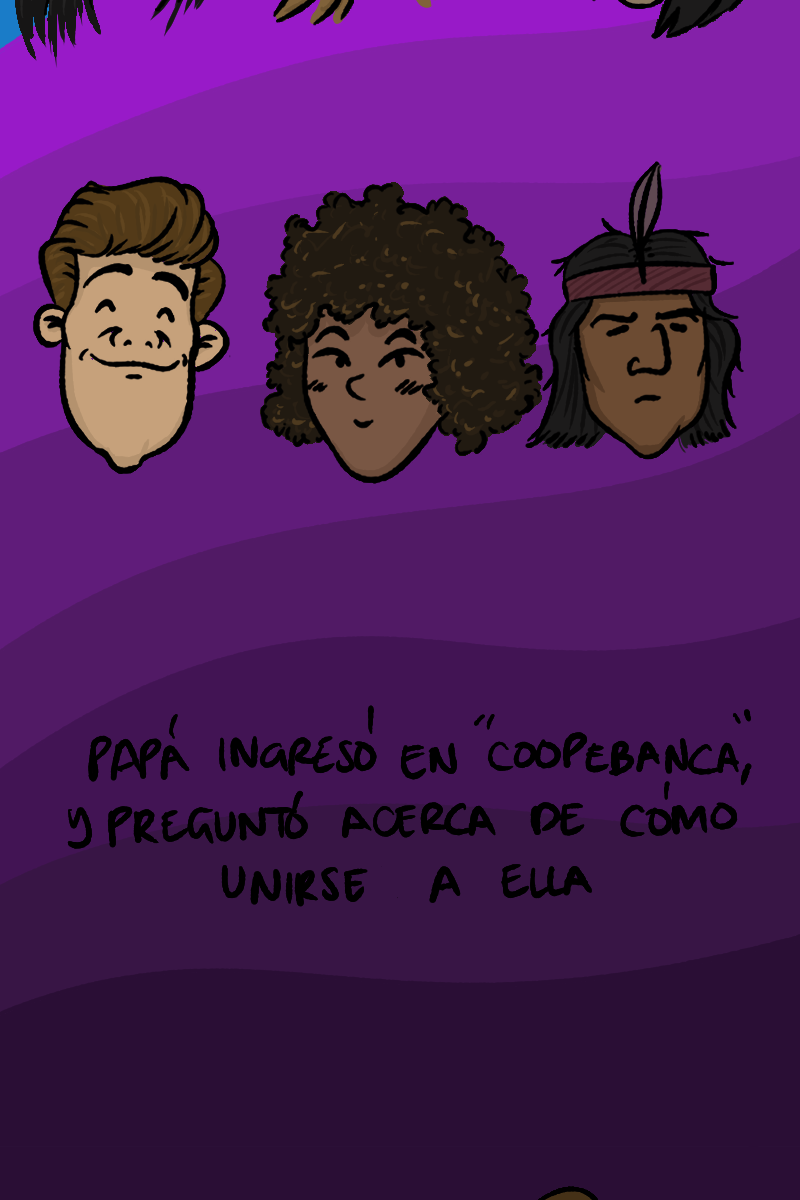 PAPÁ INGRESÓ EN "COOPEBANCA",
Y PREGUNTÓ ACERCA DE CÓMO
UNIRSE A ELLA